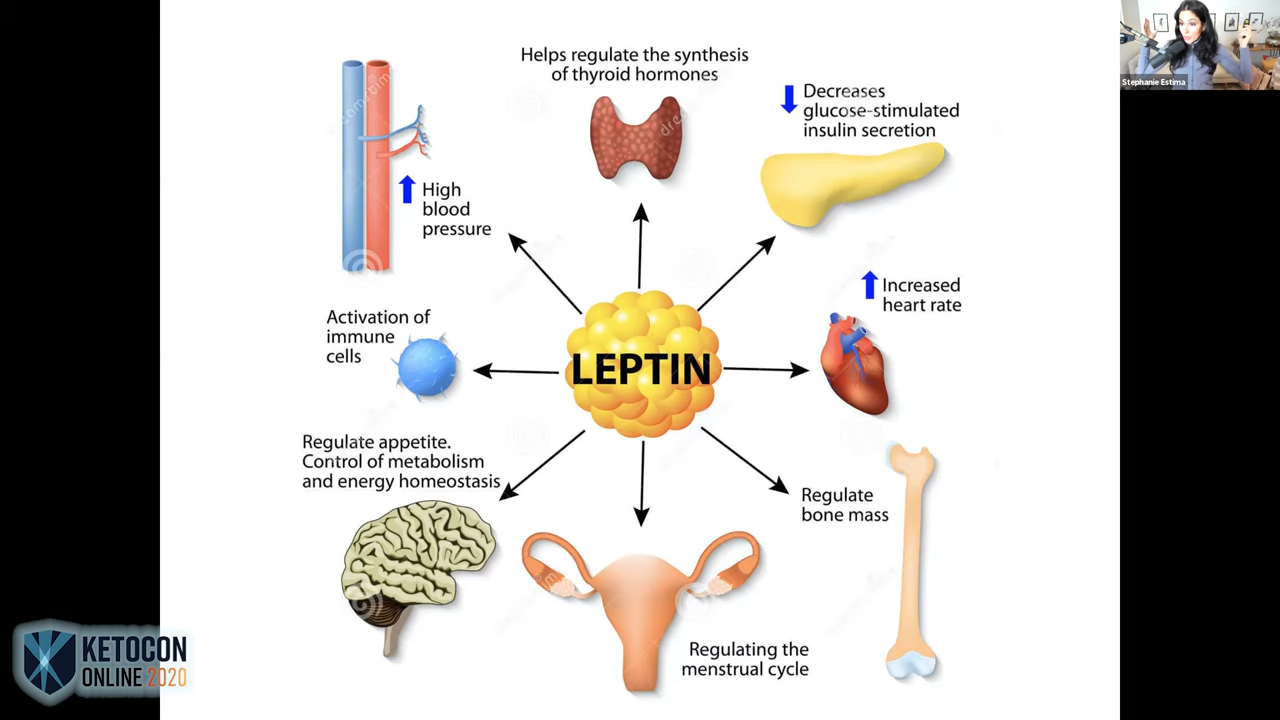 Stephanie Estima
Helps regulate the synthesis
of thyroid hormones
Decreases
glucose-stimulated
insulin secretion
High
blood
pressure
Increased
heart rate
Activation of
immune
cells
LEPTIN
Regulate appetite.
Control of metabolism
and energy homeostasis
Regulate
bone mass
Regulating the
menstrual cycle
KETOCON
ONLINE 2020